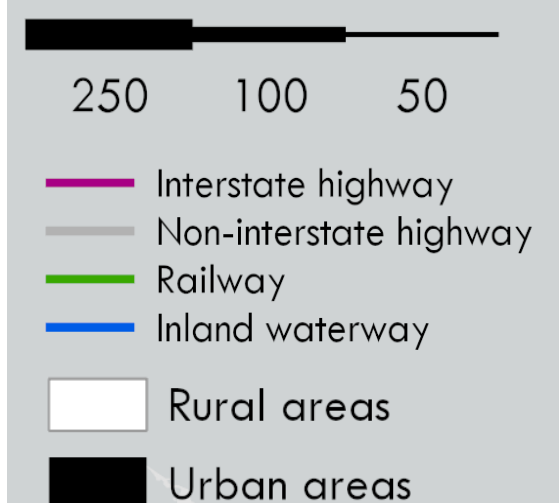 250 100 50
Interstate highway
Non-interstate highway
Railway
Inland waterway
Rural areas
Urban areas